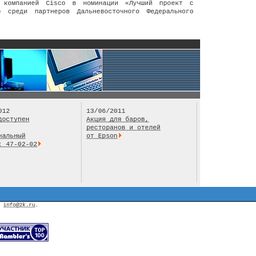 компанией Cisco в номинации «Лучший проект с
среди партнеров Дальневосточного Федерального
012
доступен
нальный
: 47-02-02
13/06/2011
Акция для баров,
ресторанов и отелей
от Epson
info@2k.ru.
УЧАСТНИК
Rambler's
TOP
100